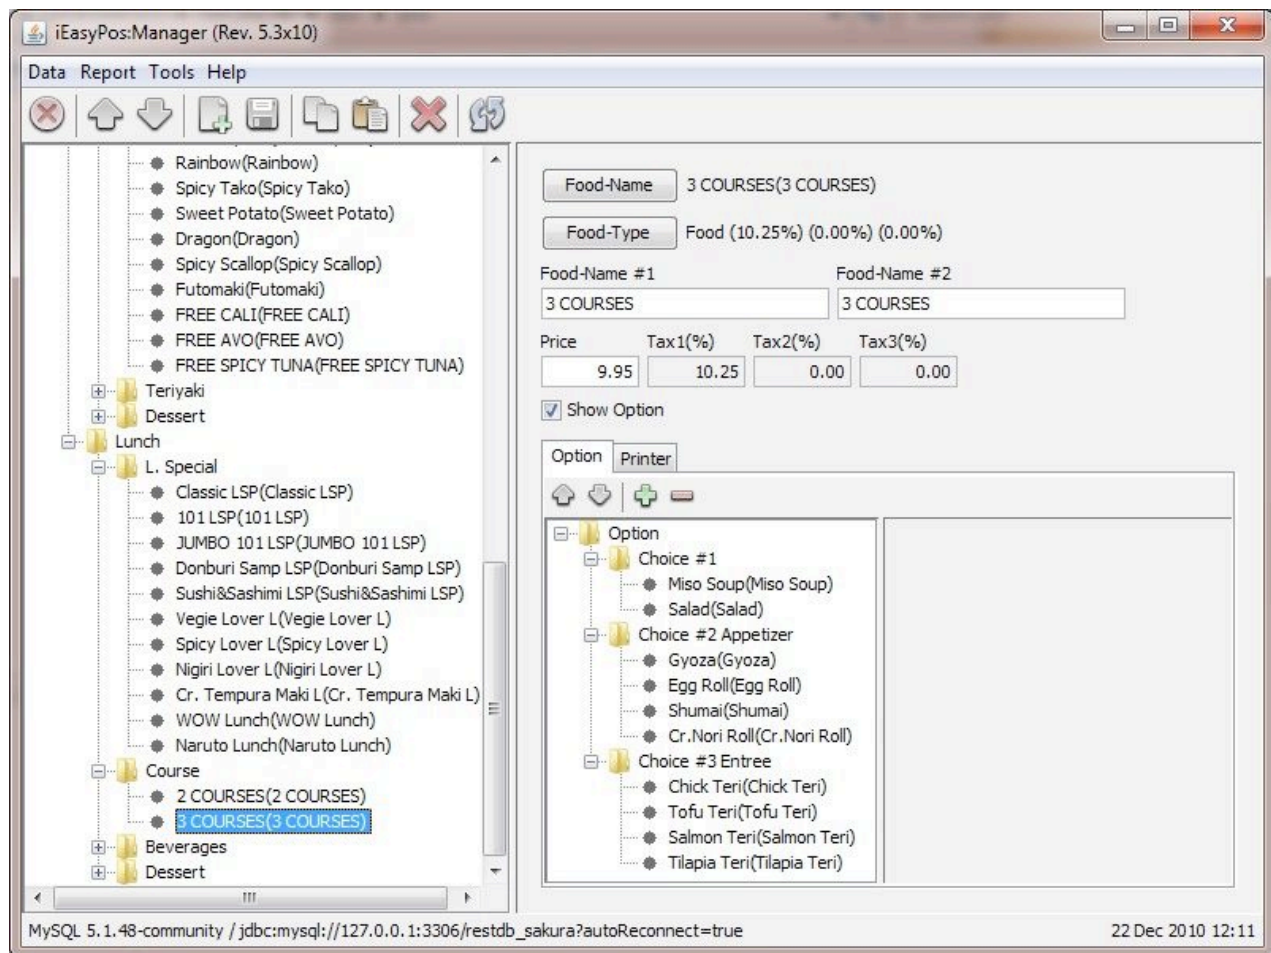 iEasyPos:Manager (Rev. 5.3x10)
Data Report Tools Help
Rainbow(Rainbow)
Spicy Tako(Spicy Tako)
Sweet Potato(Sweet Potato)
Dragon(Dragon)
Spicy Scallop(Spicy Scallop)
Futomaki(Futomaki)
FREE CALI(FREE CALI)
FREE AVO(FREE AVO)
FREE SPICY TUNA(FREE SPICY TUNA)
Teriyaki
Dessert
Lunch
L. Special
Classic LSP(Classic LSP)
101 LSP(101 LSP)
JUMBO 101 LSP(JUMBO 101 LSP)
Donburi Samp LSP(Donburi Samp LSP)
Sushi&Sashimi LSP(Sushi&Sashimi LSP)
Vegie Lover L(Vegie Lover L)
Spicy Lover L(Spicy Lover L)
Nigiri Lover L(Nigiri Lover L)
Cr. Tempura Maki L(Cr. Tempura Maki L)
WOW Lunch(WOW Lunch)
Naruto Lunch(Naruto Lunch)
Course
2 COURSES(2 COURSES)
3 COURSES(3 COURSES)
Beverages
Dessert
Food-Name 3 COURSES(3 COURSES)
Food-Type Food (10.25%) (0.00%) (0.00%)
Food-Name #1 Food-Name #2
3 COURSES 3 COURSES
Price Tax1(%) Tax2(%) Tax3(%)
9.95 10.25 0.00 0.00
Show Option
Option Printer
Option
Choice #1
Miso Soup(Miso Soup)
Salad(Salad)
Choice #2 Appetizer
Gyoza(Gyoza)
Egg Roll(Egg Roll)
Shumai(Shumai)
Cr.Nori Roll(Cr.Nori Roll)
Choice #3 Entree
Chick Teri(Chick Teri)
Tofu Teri(Tofu Teri)
Salmon Teri(Salmon Teri)
Tilapia Teri(Tilapia Teri)
MySQL 5.1.48-community / jdbc:mysql://127.0.0.1:3306/restdb_sakura?autoReconnect=true 22 Dec 2010 12:11